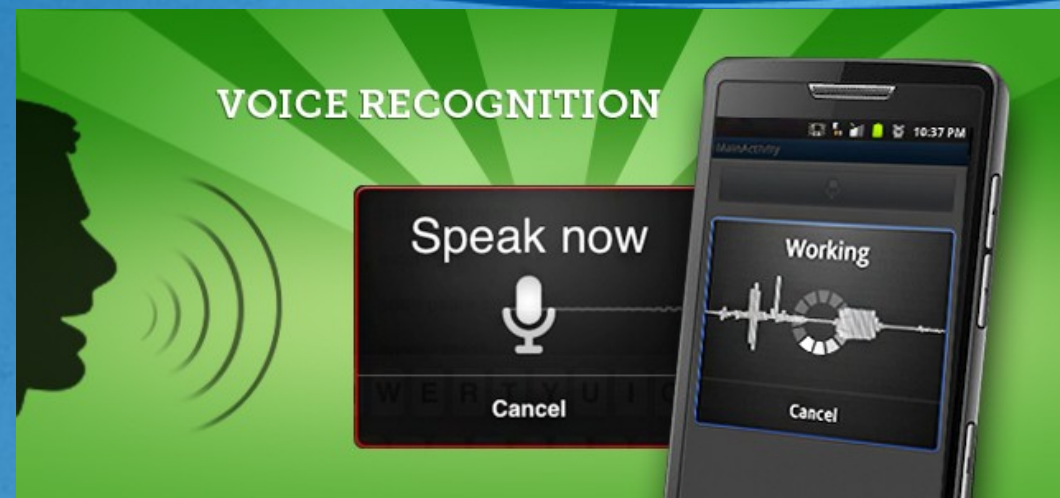 VOICE RECOGNITION
Speak now
W E R T Y U I O
Cancel
10:37 PM
MainActivity
Working
Cancel